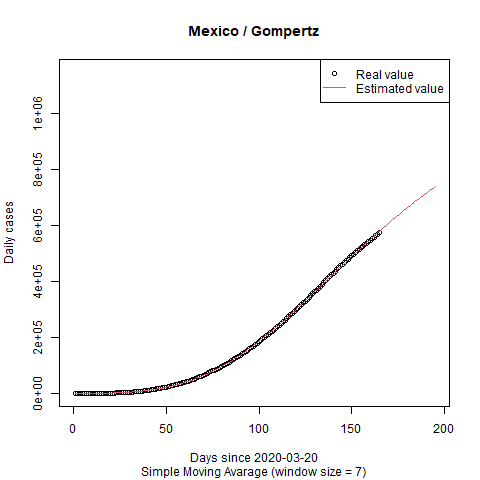 Mexico / Gompertz
Real value
Estimated value
Daily cases
0e+00
2e+05
4e+05
6e+05
8e+05
1e+06
0
50
100
150
200
Days since 2020-03-20
Simple Moving Avarage (window size = 7)